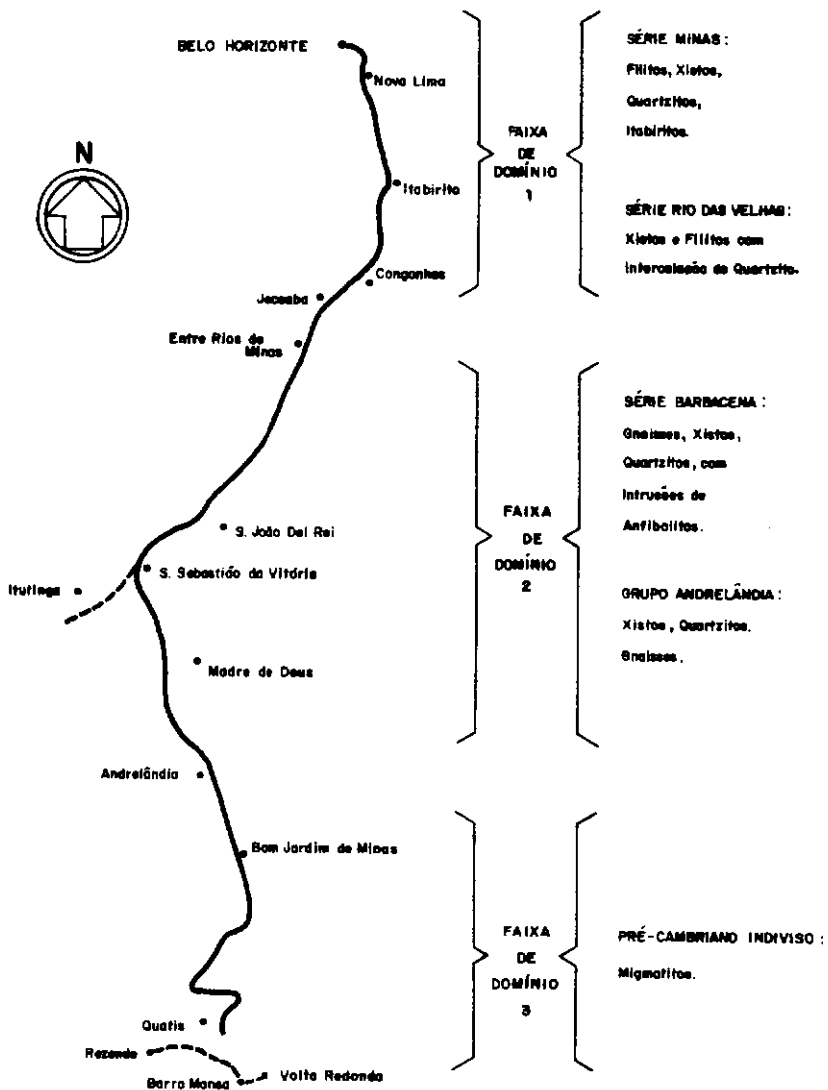 BELO HORIZONTE
Nova Lima
N
Itabirito
Congonhas
Jeceaba
Entre Rios de
Minas
S. João Del Rei
S. Sebastião da Vitória
Itutinga
Madre de Deus
Andrelândia
Bom Jardim de Minas
Quatis
Rezende
Barra Mansa
Volta Redonda
FAIXA
DE
DOMÍNIO
1
SÉRIE MINAS:
Filitos, Xistos,
Quartzitos,
Itabiritos.
SÉRIE RIO DAS VELHAS:
Xistos e Filitos com
Intercalação de Quartzito.
FAIXA
DE
DOMÍNIO
2
SÉRIE BARBACENA:
Gnaisses, Xistos,
Quartzitos, com
Intrusões de
Anfibolitos.
GRUPO ANDRELÂNDIA:
Xistos, Quartzitos.
Gnaisses.
FAIXA
DE
DOMÍNIO
3
PRÉ-CAMBRIANO INDIVISO:
Migmatitos.